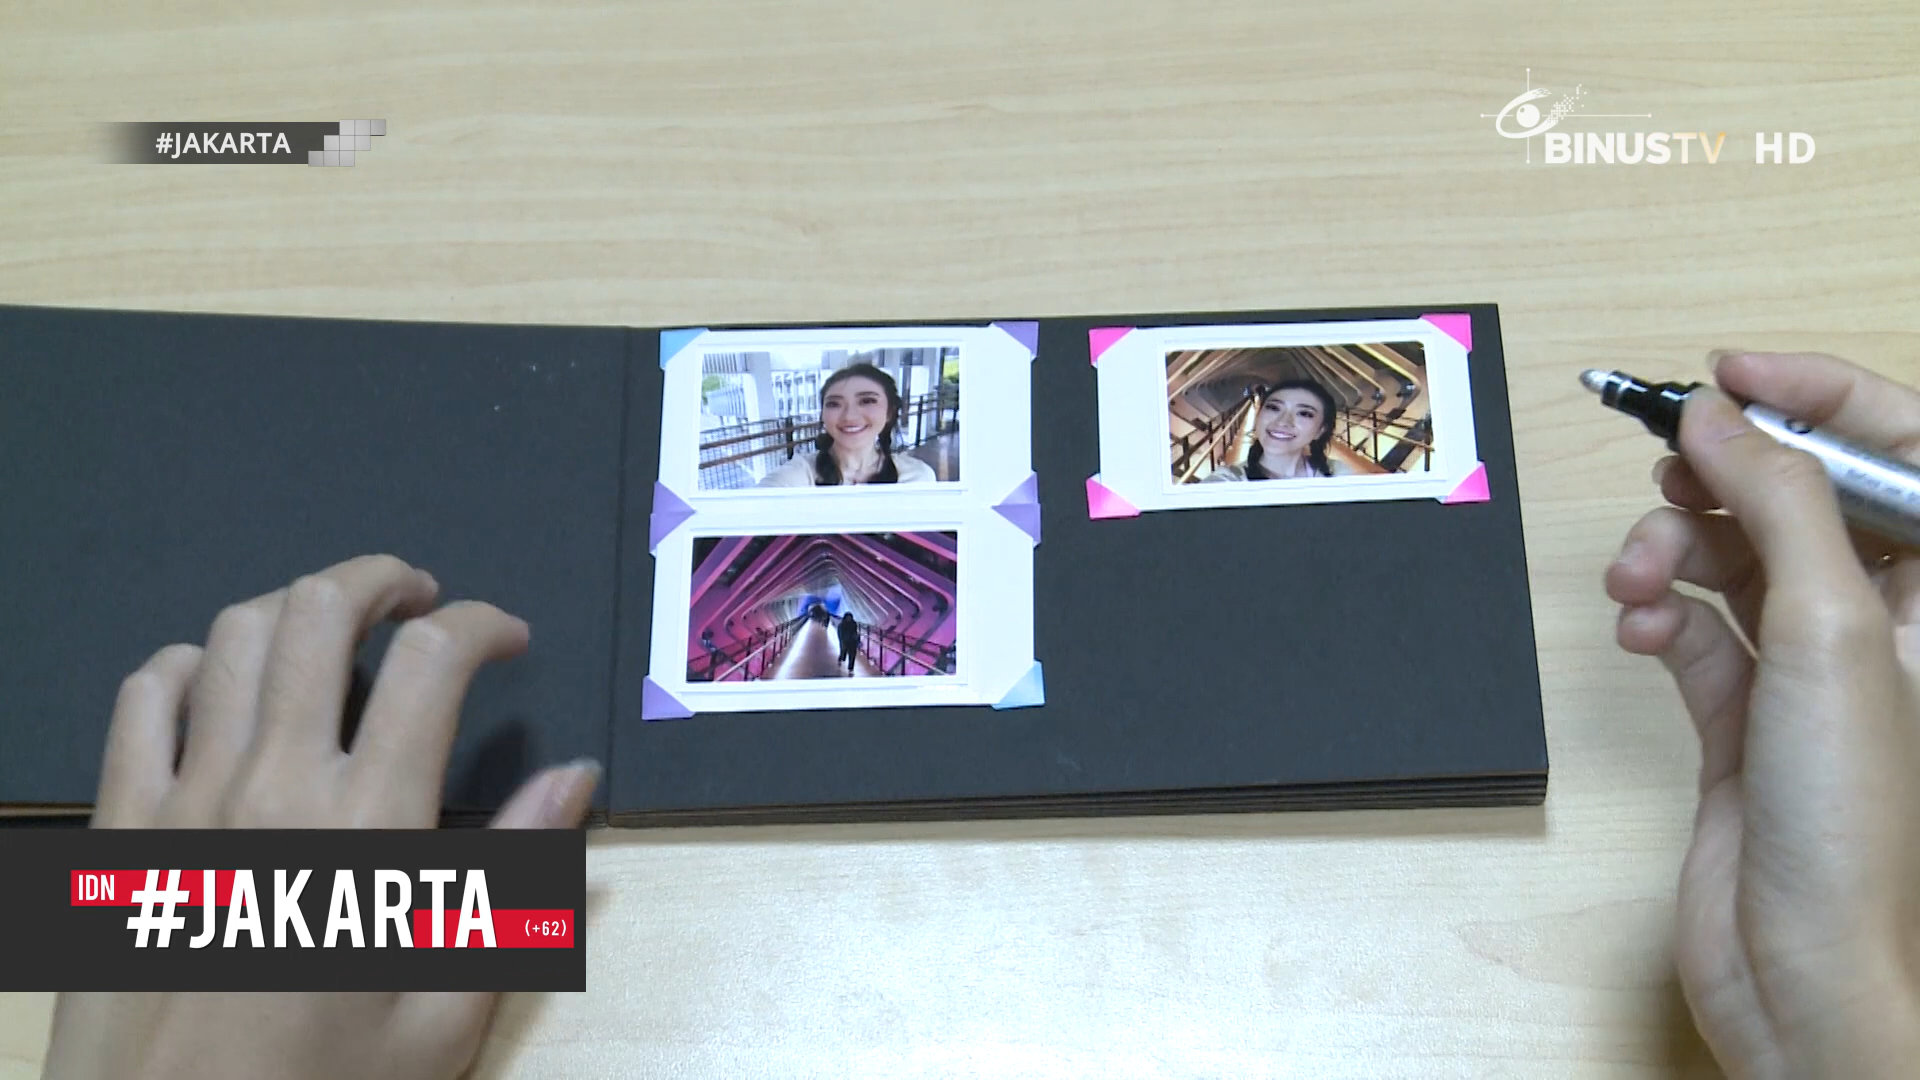 #JAKARTA
BINUSTV HD
IDN
#JAKARTA
(+62)